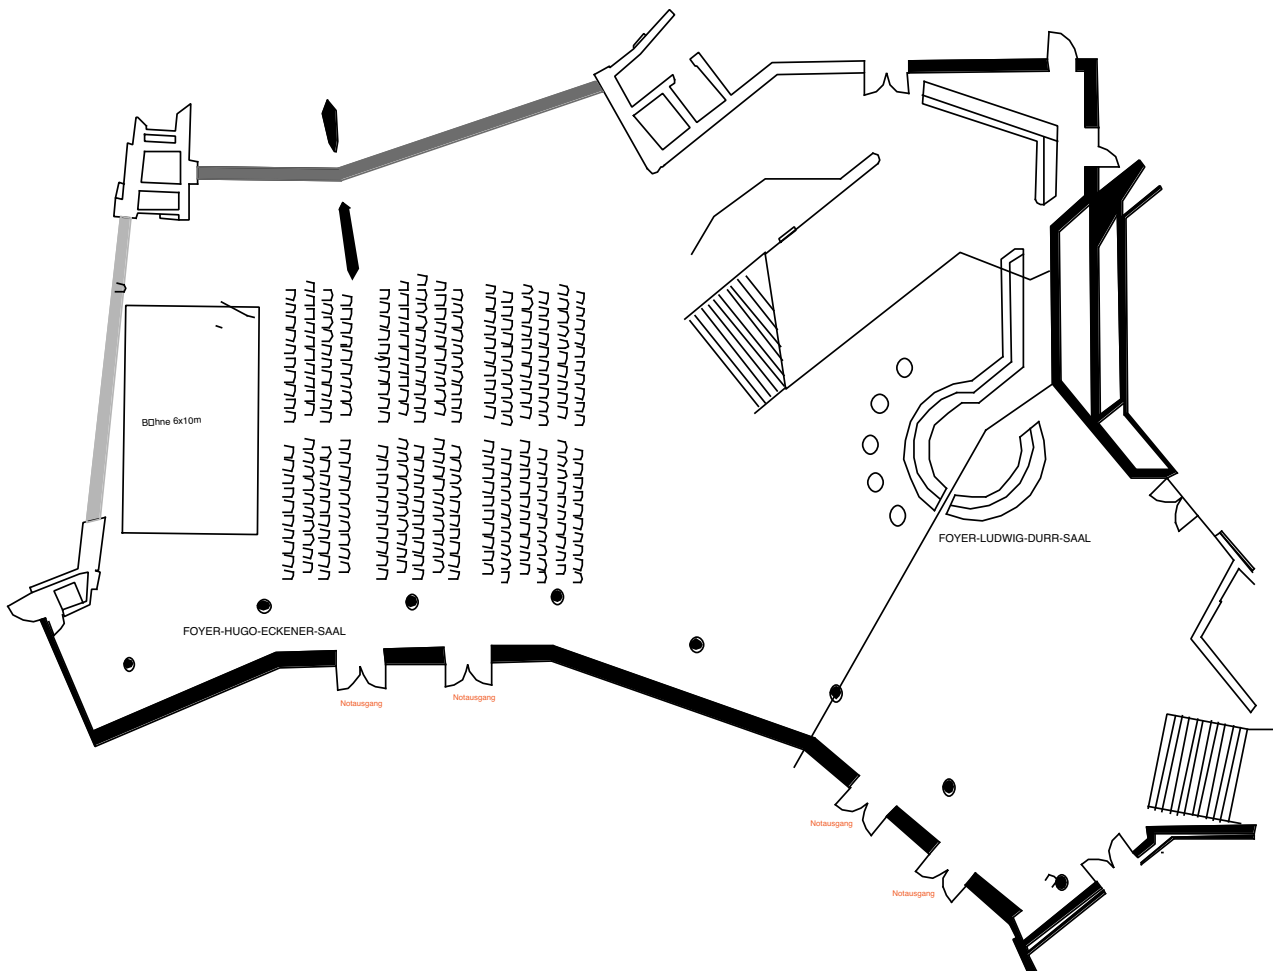 B□hne 6x10m
FOYER-LUDWIG-DURR-SAAL
FOYER-HUGO-ECKENER-SAAL
Notausgang
Notausgang
Notausgang
Notausgang